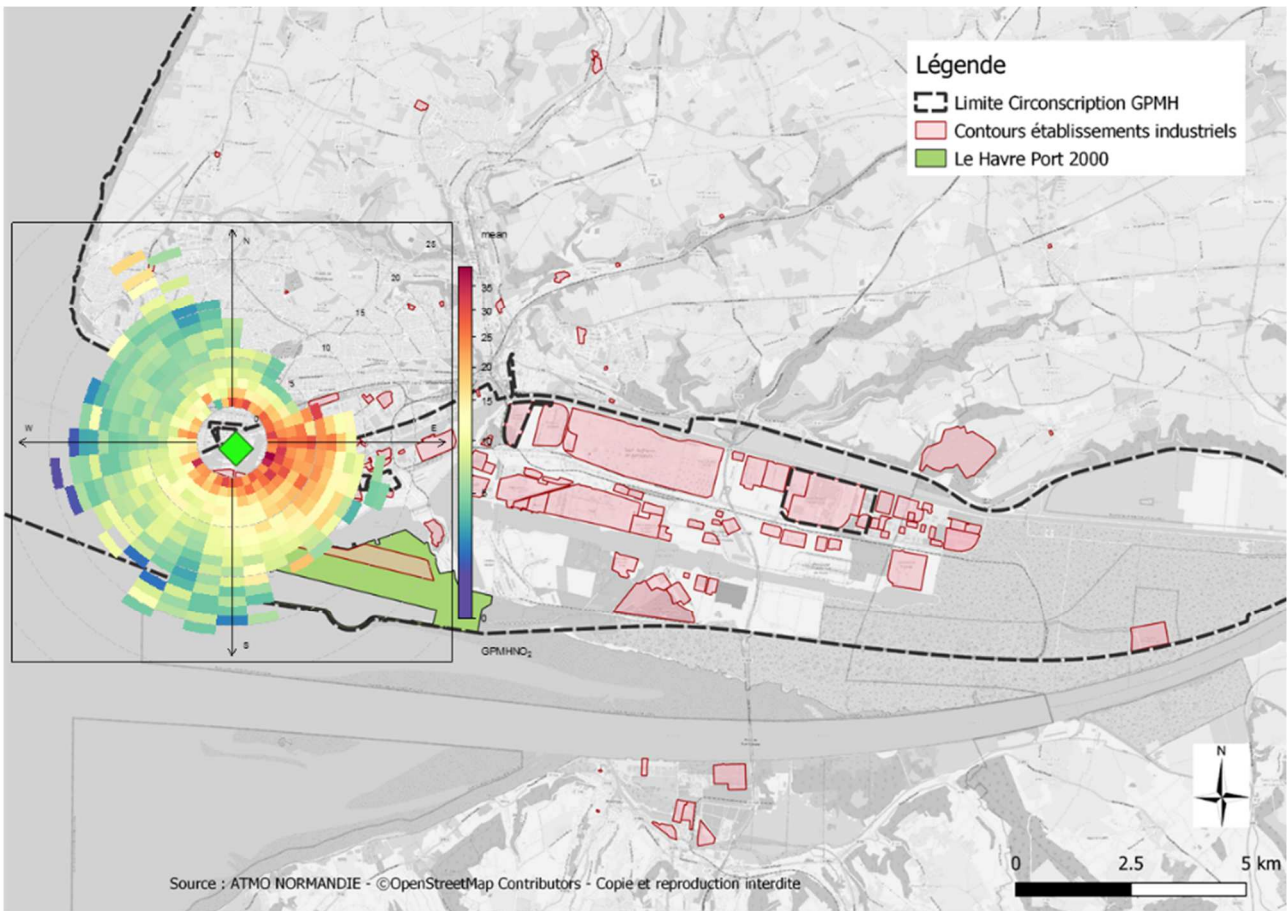 Légende
Limite Circonscription GPMH
Contours établissements industriels
Le Havre Port 2000
N
mean
25
20
15
10
5
W
E
S
35
30
25
20
15
10
5
0
GPMHNO₂
N
0 2.5 5 km
Source : ATMO NORMANDIE - ©OpenStreetMap Contributors - Copie et reproduction interdite